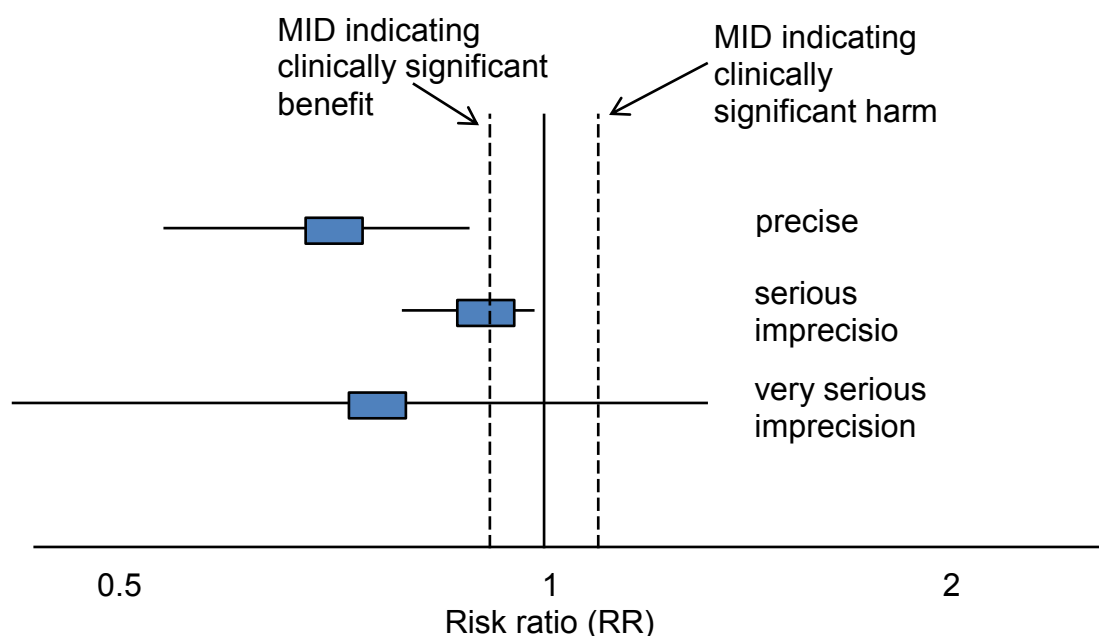 MID indicating
clinically significant
benefit
MID indicating
clinically
significant harm
precise
serious
imprecisio
very serious
imprecision
0.5
1
2
Risk ratio (RR)